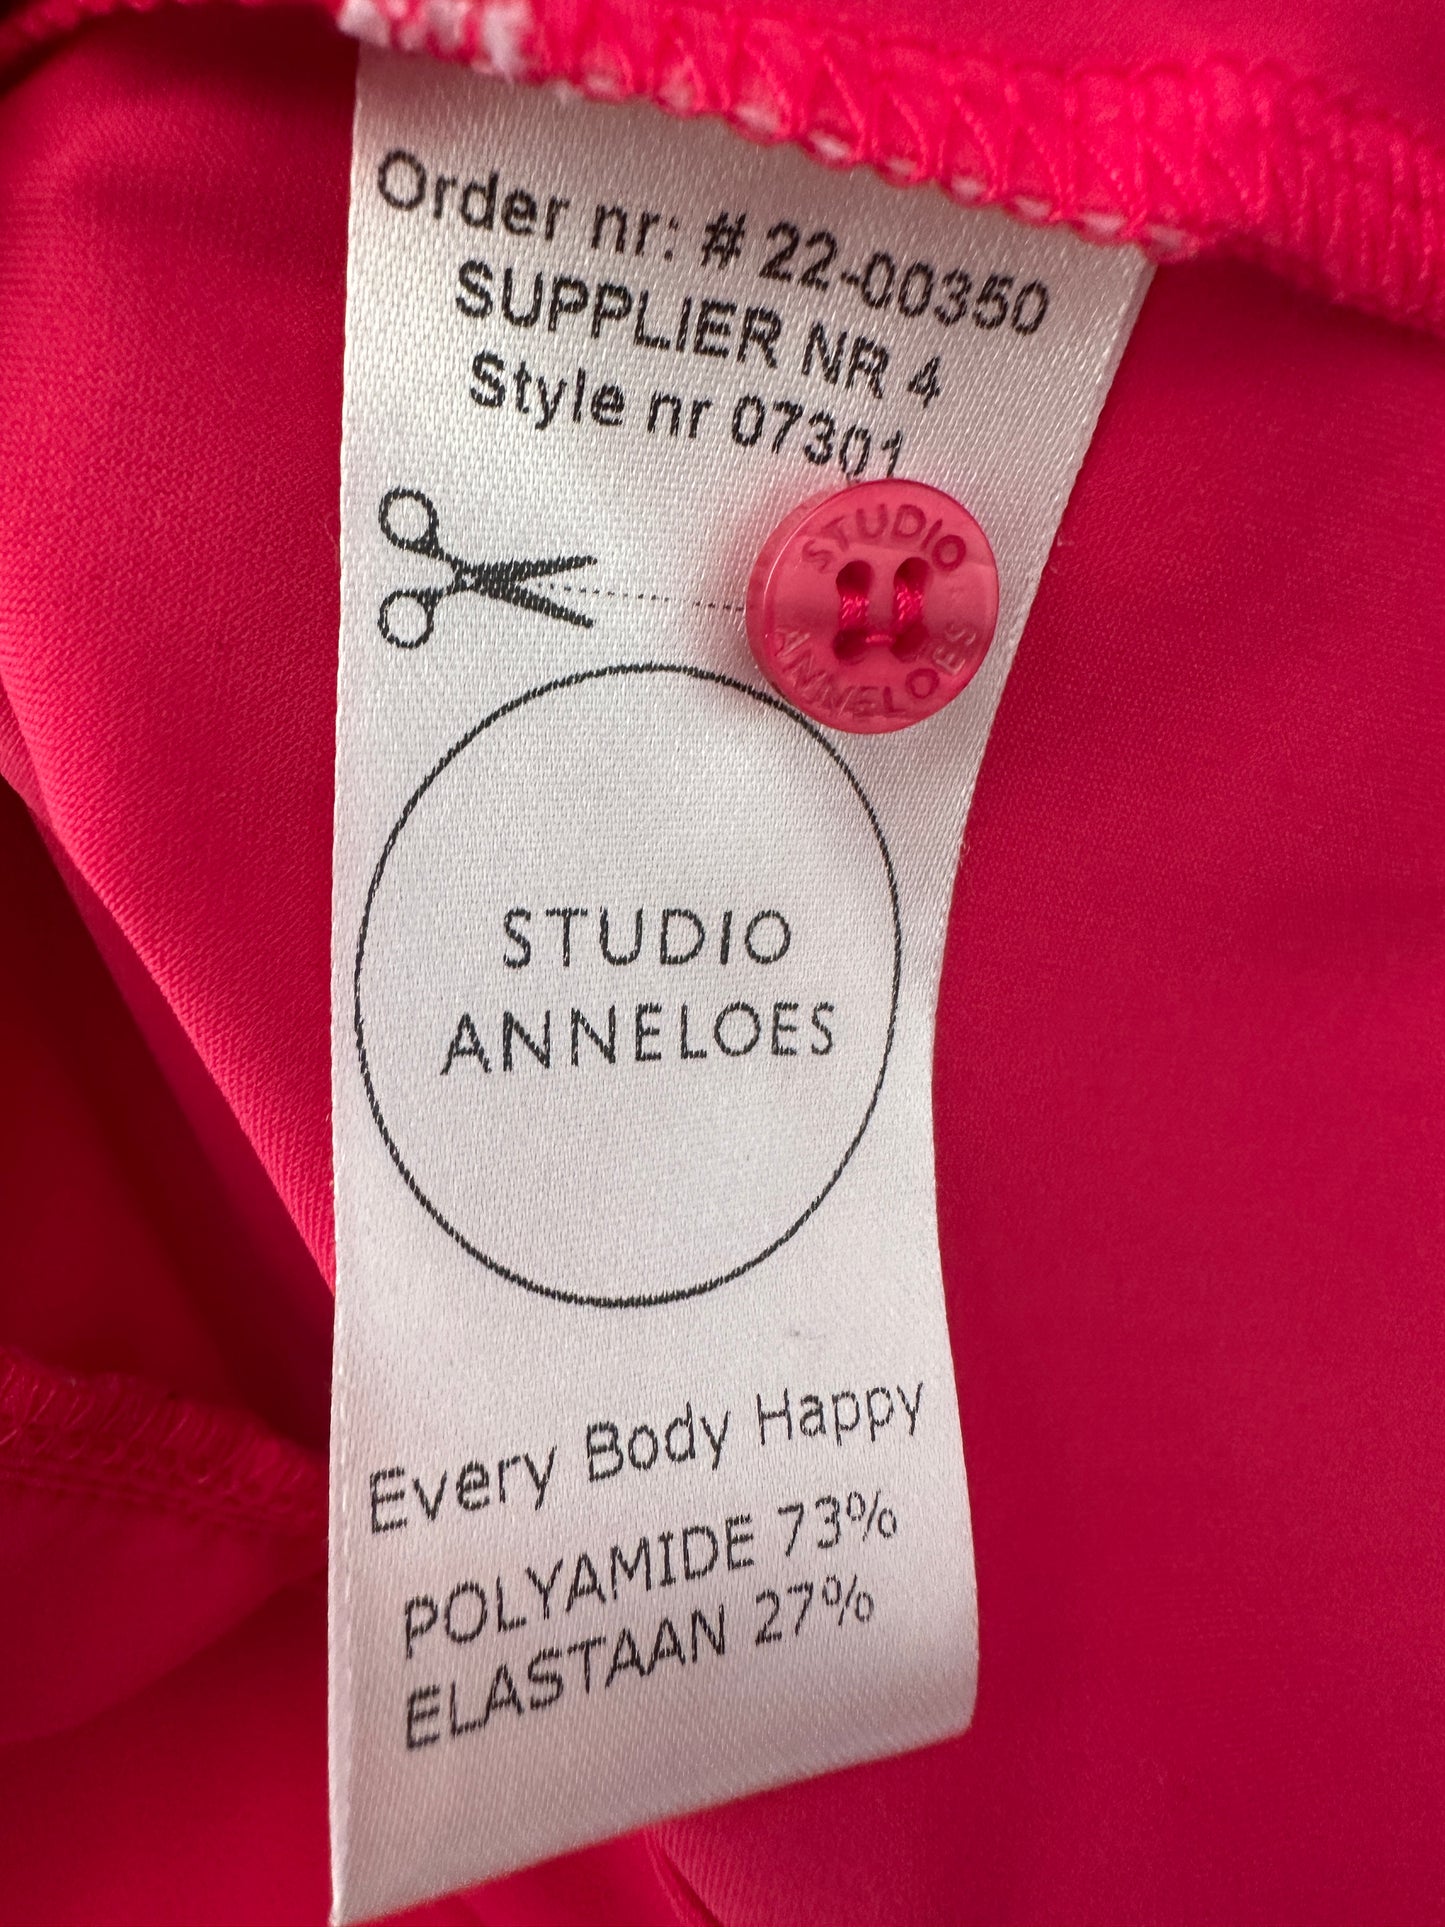 Order nr: # 22-00350
SUPPLIER NR 4
Style nr 07301
STUDIO
ANNELOES
STUDIO
ANNELOES
Every Body Happy
POLYAMIDE 73%
ELASTAAN 27%